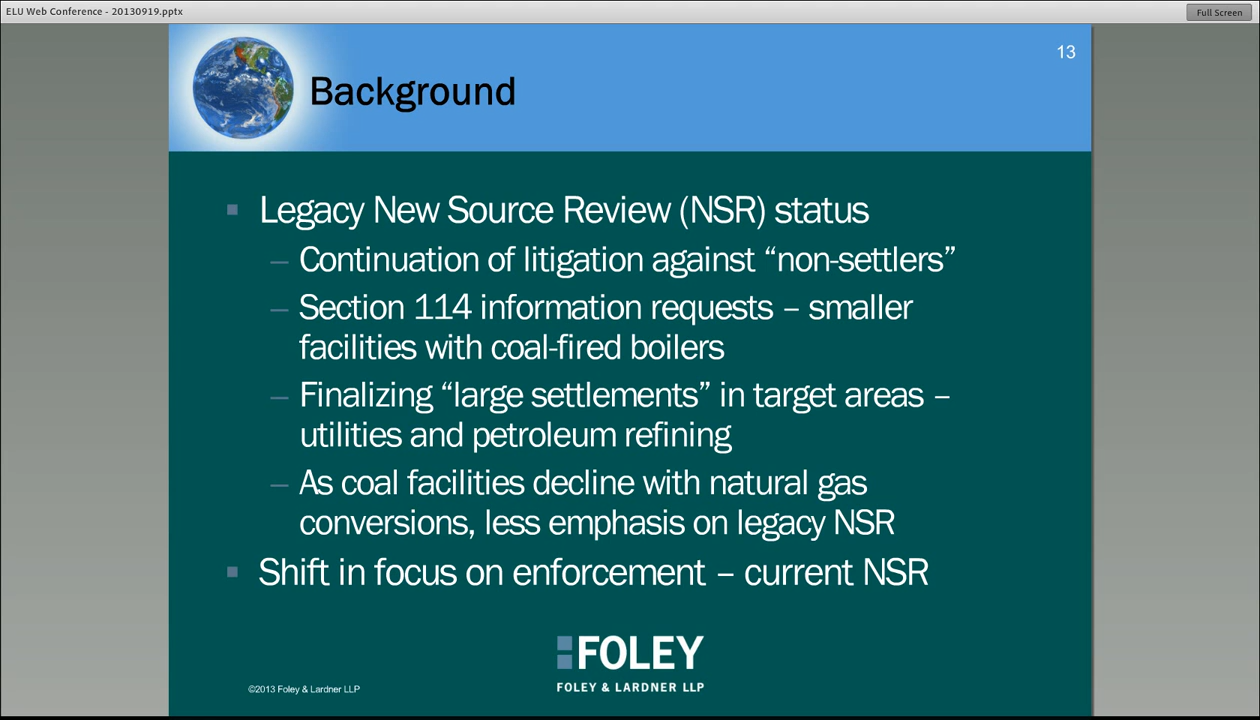 ELU Web Conference - 20130919.pptx
Full Screen
13
Background
Legacy New Source Review (NSR) status
– Continuation of litigation against “non-settlers”
– Section 114 information requests – smaller
facilities with coal-fired boilers
– Finalizing “large settlements” in target areas –
utilities and petroleum refining
– As coal facilities decline with natural gas
conversions, less emphasis on legacy NSR
Shift in focus on enforcement – current NSR
FOLEY
FOLEY & LARDNER LLP
©2013 Foley & Lardner LLP